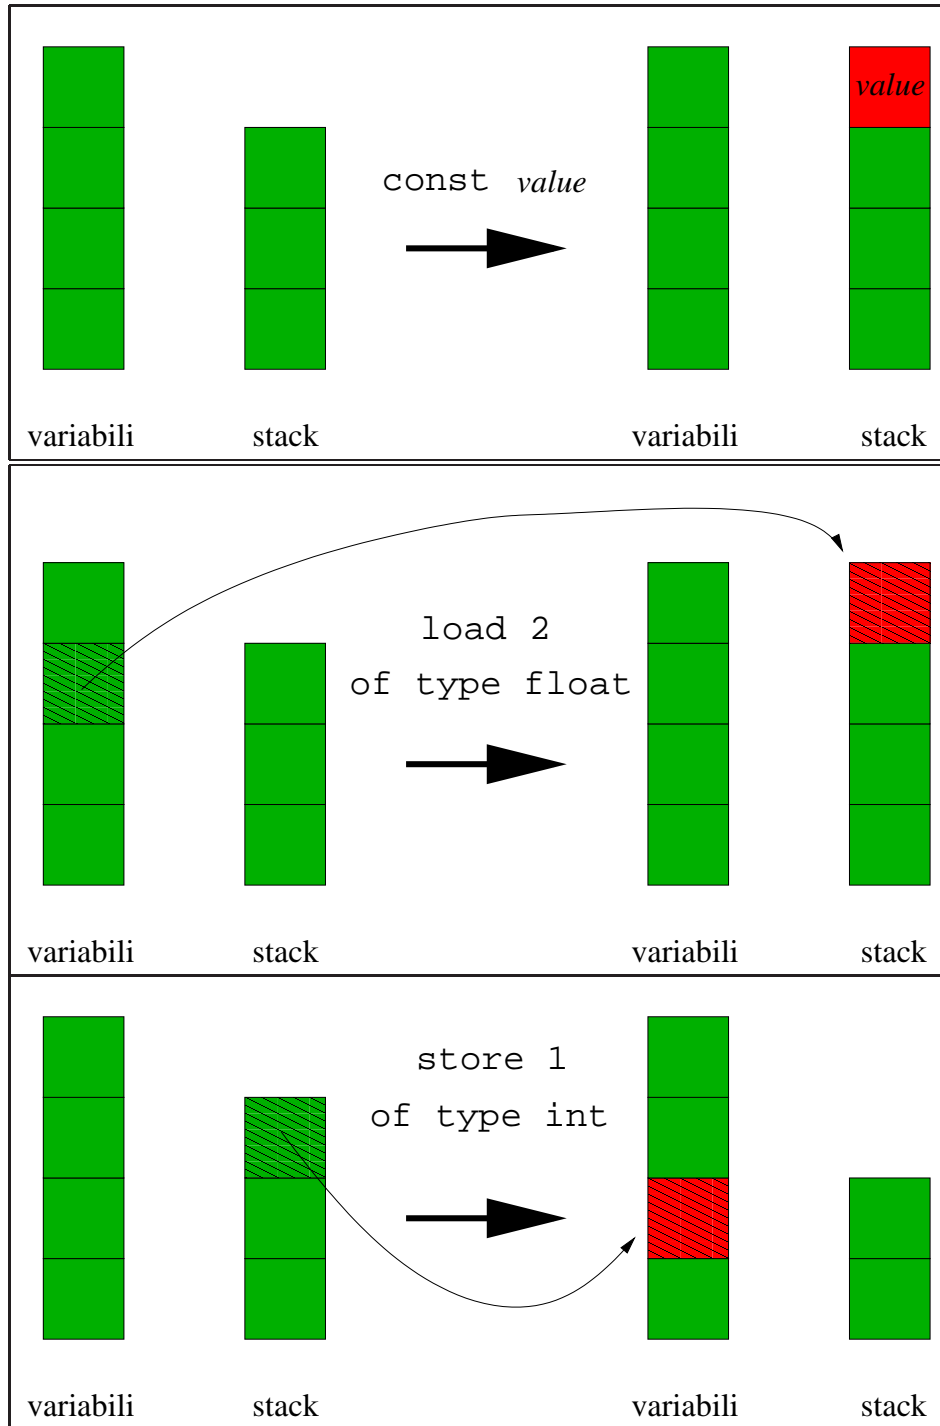 value
const value
variabili stack variabili stack
load 2
of type float
variabili stack variabili stack
store 1
of type int
variabili stack variabili stack